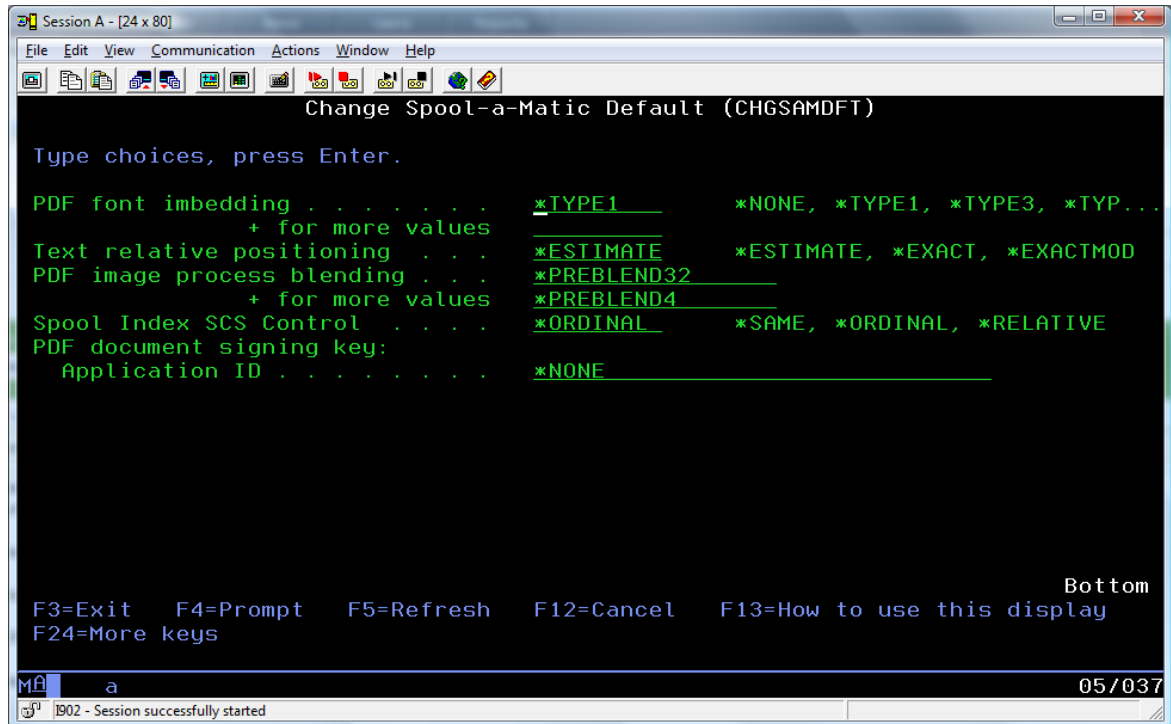 Session A - [24 x 80]
File Edit View Communication Actions Window Help
Change Spool-a-Matic Default (CHGSAMDFT)
Type choices, press Enter.
PDF font imbedding . . . . . . . *TYPE1 *NONE, *TYPE1, *TYPE3, *TYP...
+ for more values
Text relative positioning . . . *ESTIMATE *ESTIMATE, *EXACT, *EXACTMOD
PDF image process blending . . . *PREBLEND32
+ for more values *PREBLEND4
Spool Index SCS Control . . . . *ORDINAL *SAME, *ORDINAL, *RELATIVE
PDF document signing key:
Application ID . . . . . . . . *NONE
Bottom
F3=Exit F4=Prompt F5=Refresh F12=Cancel F13=How to use this display
F24=More keys
MA a 05/037
I902 - Session successfully started